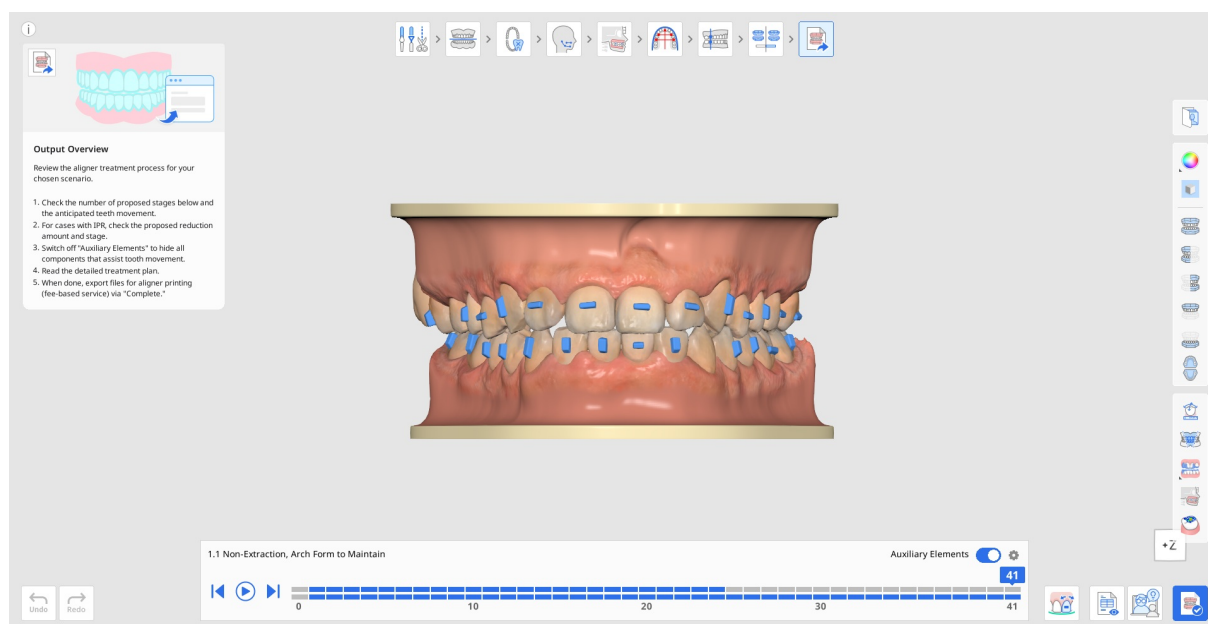 Output Overview
Review the aligner treatment process for your
chosen scenario.
1. Check the number of proposed stages below and
the anticipated teeth movement.
2. For cases with IPR, check the proposed reduction
amount and stage.
3. Switch off "Auxiliary Elements" to hide all
components that assist tooth movement.
4. Read the detailed treatment plan.
5. When done, export files for aligner printing
(fee-based service) via "Complete."
+Z
1.1 Non-Extraction, Arch Form to Maintain
Auxiliary Elements
41
0 10 20 30 41
Undo Redo